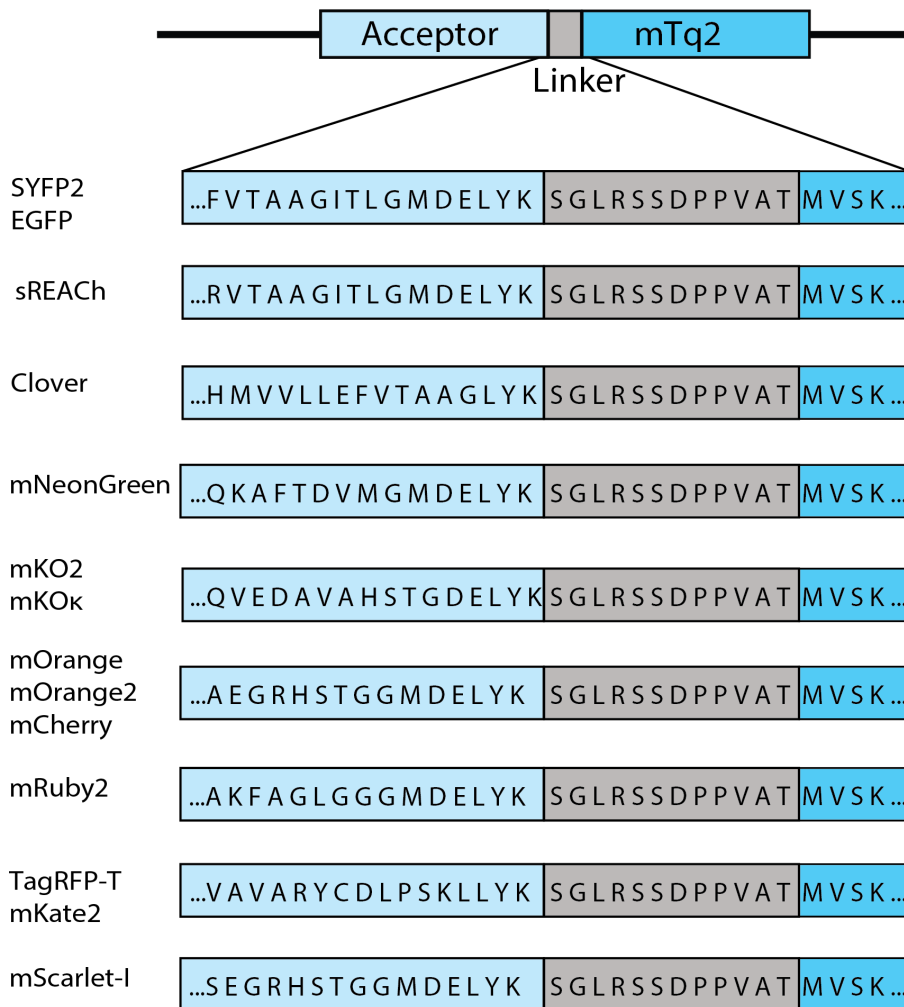 Acceptor mTq2
Linker
SYFP2
EGFP
...FVTAAGITLGMDELYK SGLRSSDPPVAT MVSK...
sREACh
...RVTAAGITLGMDELYK SGLRSSDPPVAT MVSK...
Clover
...HMVVLLEFVTAAGLYK SGLRSSDPPVAT MVSK...
mNeonGreen
...QKAFTDVMGMDELYK SGLRSSDPPVAT MVSK...
mKO2
mKOκ
...QVEDAVAHSTGDELYK SGLRSSDPPVAT MVSK...
mOrange
mOrange2
mCherry
...AEGRHSTGGMDELYK SGLRSSDPPVAT MVSK...
mRuby2
...AKFAGLGGGMDELYK SGLRSSDPPVAT MVSK...
TagRFP-T
mKate2
...VAVARYCDLPSKLLYK SGLRSSDPPVAT MVSK...
mScarlet-I
...SEGRHSTGGMDELYK SGLRSSDPPVAT MVSK...